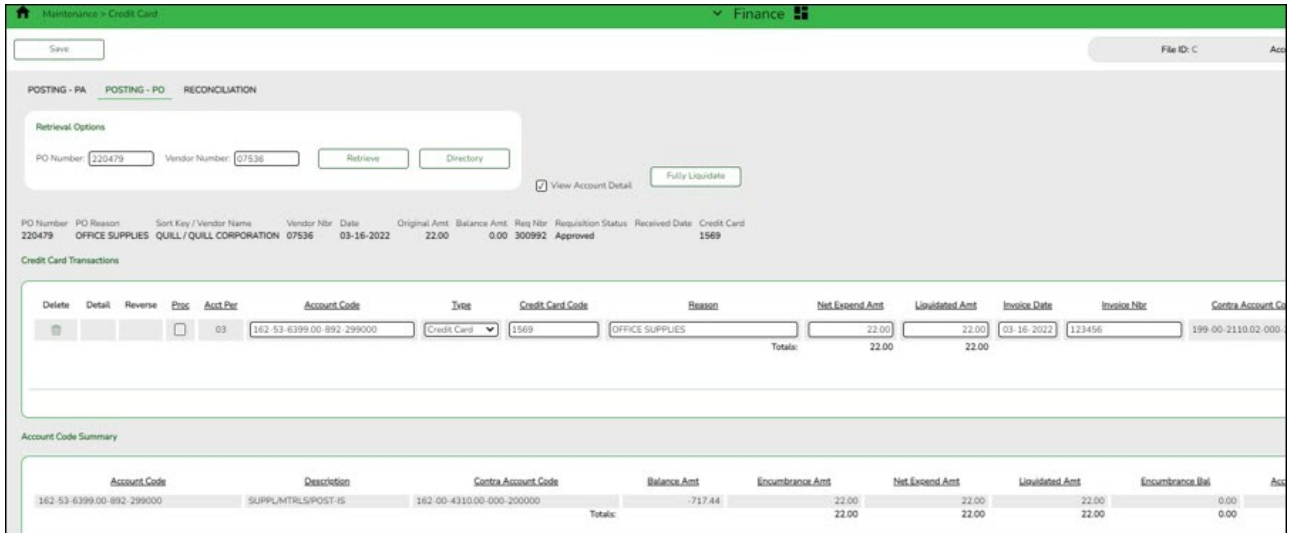 Maintenance > Credit Card
Finance
Save
File ID: C
POSTING - PA POSTING - PO RECONCILIATION
Retrieval Options
PO Number: 220479 Vendor Number: 07536 Retrieve Directory
View Account Detail Fully Liquidate
PO Number PO Reason Sort Key / Vendor Name Vendor Nbr Date Original Amt Balance Amt Req Nbr Requisition Status Received Date Credit Card
220479 OFFICE SUPPLIES QUILL / QUILL CORPORATION 07536 03-16-2022 22.00 0.00 300992 Approved 1569
Credit Card Transactions
Delete Detail Reverse Proc Acct Per Account Code Type Credit Card Code Reason Net Expend Amt Liquidated Amt Invoice Date Invoice Nbr Contra Account Co
03 162-53-6399.00-892-299000 Credit Card 1569 OFFICE SUPPLIES 22.00 22.00 03-16-2022 123456 199-00-2110.02-000-
Totals: 22.00 22.00
Account Code Summary
Account Code Description Contra Account Code Balance Amt Encumbrance Amt Net Expend Amt Liquidated Amt Encumbrance Bal Acc
162-53-6399.00-892-299000 SUPPL/MTRLS/POST-IS 162-00-4310.00-000-200000 -717.44 22.00 22.00 22.00 0.00
Totals: 22.00 22.00 22.00 0.00